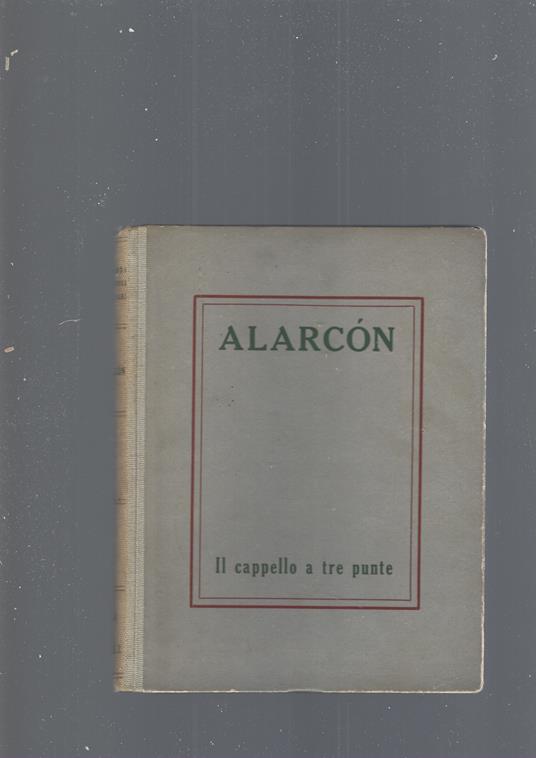 ALARCÓN
Il cappello a tre punte